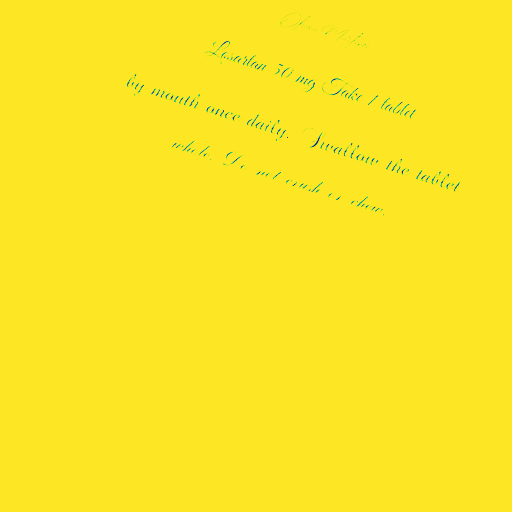 Losartan 50 mg Take 1 tablet
by mouth once daily. Swallow the tablet
whole. Do not crush or chew.